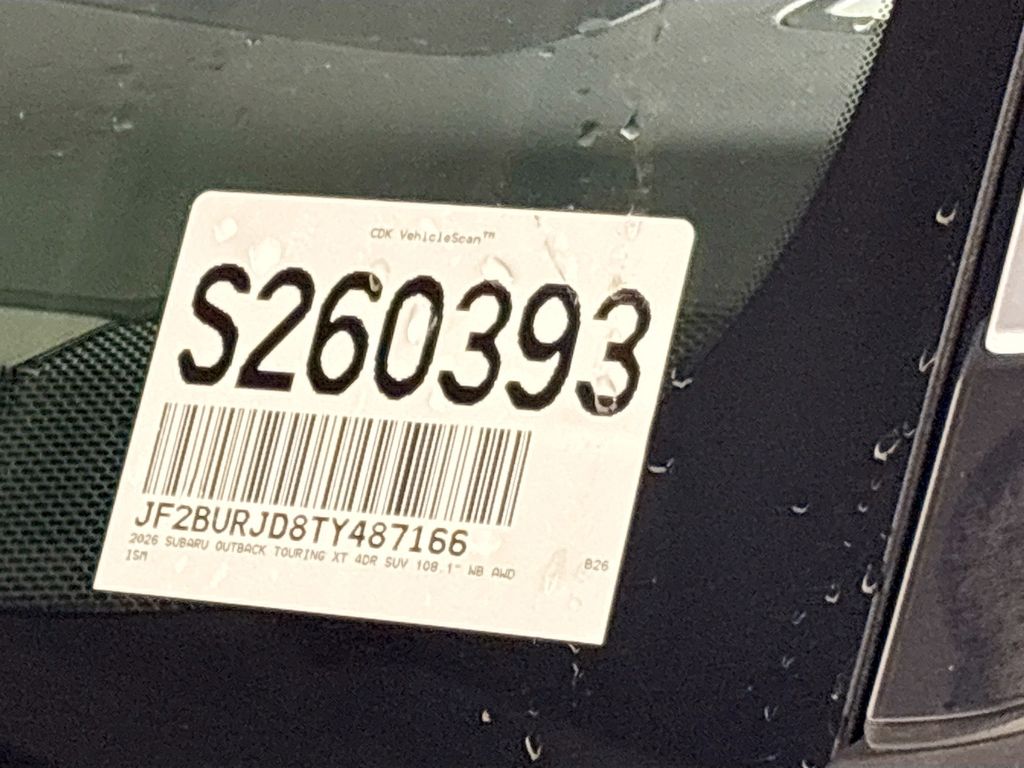 CDK VehicleScan™
S260393
JF2BURJD8TY487166
2026 SUBARU OUTBACK TOURING XT 4DR SUV 108.1" WB AWD
ISM
B26